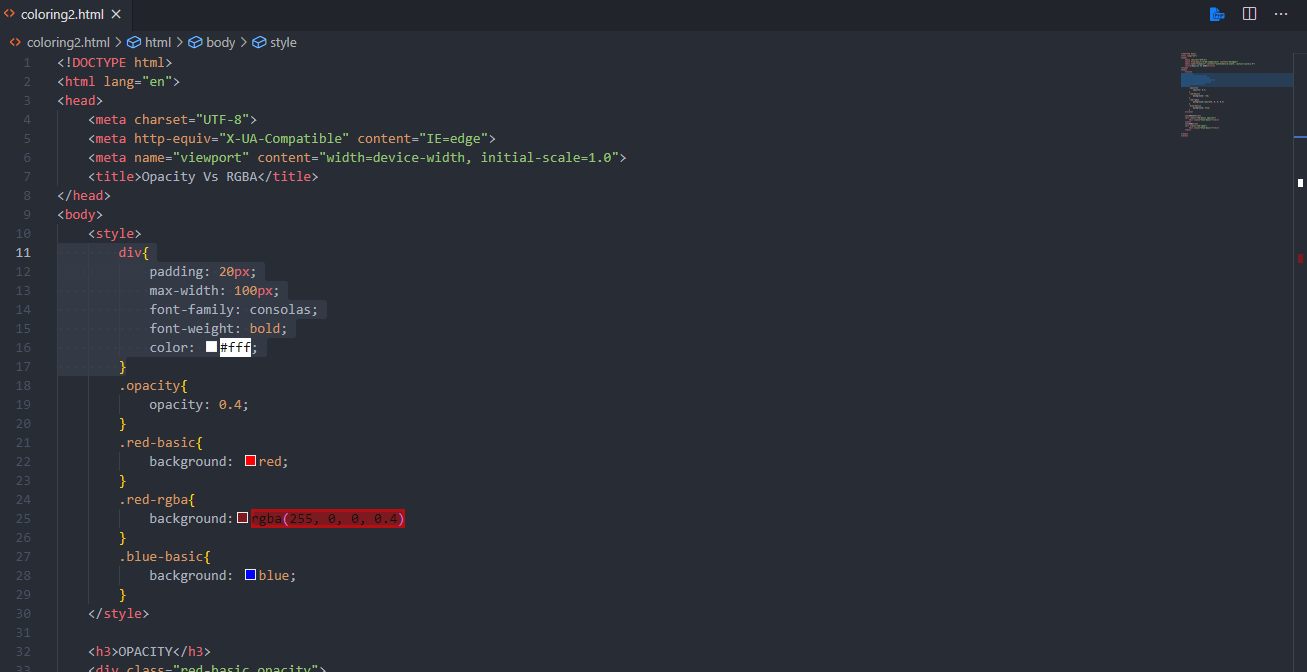 coloring2.html
coloring2.html > html > body > style
1 <!DOCTYPE html>
2 <html lang="en">
3 <head>
4 <meta charset="UTF-8">
5 <meta http-equiv="X-UA-Compatible" content="IE=edge">
6 <meta name="viewport" content="width=device-width, initial-scale=1.0">
7 <title>Opacity Vs RGBA</title>
8 </head>
9 <body>
10 <style>
11 div{
12 padding: 20px;
13 max-width: 100px;
14 font-family: consolas;
15 font-weight: bold;
16 color: #fff;
17 }
18 .opacity{
19 opacity: 0.4;
20 }
21 .red-basic{
22 background: red;
23 }
24 .red-rgba{
25 background: rgba(255, 0, 0, 0.4)
26 }
27 .blue-basic{
28 background: blue;
29 }
30 </style>
31
32 <h3>OPACITY</h3>
33 <div class="red-basic opacity">